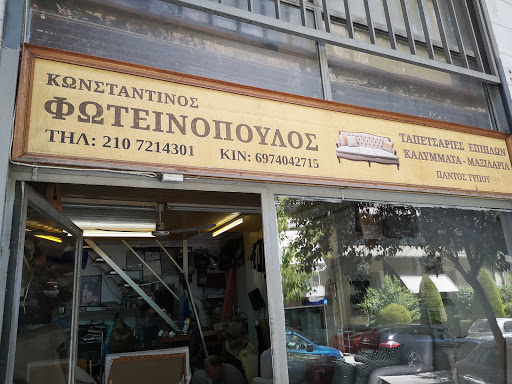 ΚΩΝΣΤΑΝΤΙΝΟΣ
ΦΩΤΕΙΝΟΠΟΥΛΟΣ
ΤΗΛ: 210 7214301 ΚΙΝ: 6974042715
ΤΑΠΕΤΣΑΡΙΕΣ ΕΠΙΠΛΩΝ
ΚΑΛΥΜΜΑΤΑ - ΜΑΞΙΛΑΡΙΑ
ΠΑΝΤΟΣ ΤΥΠΟΥ